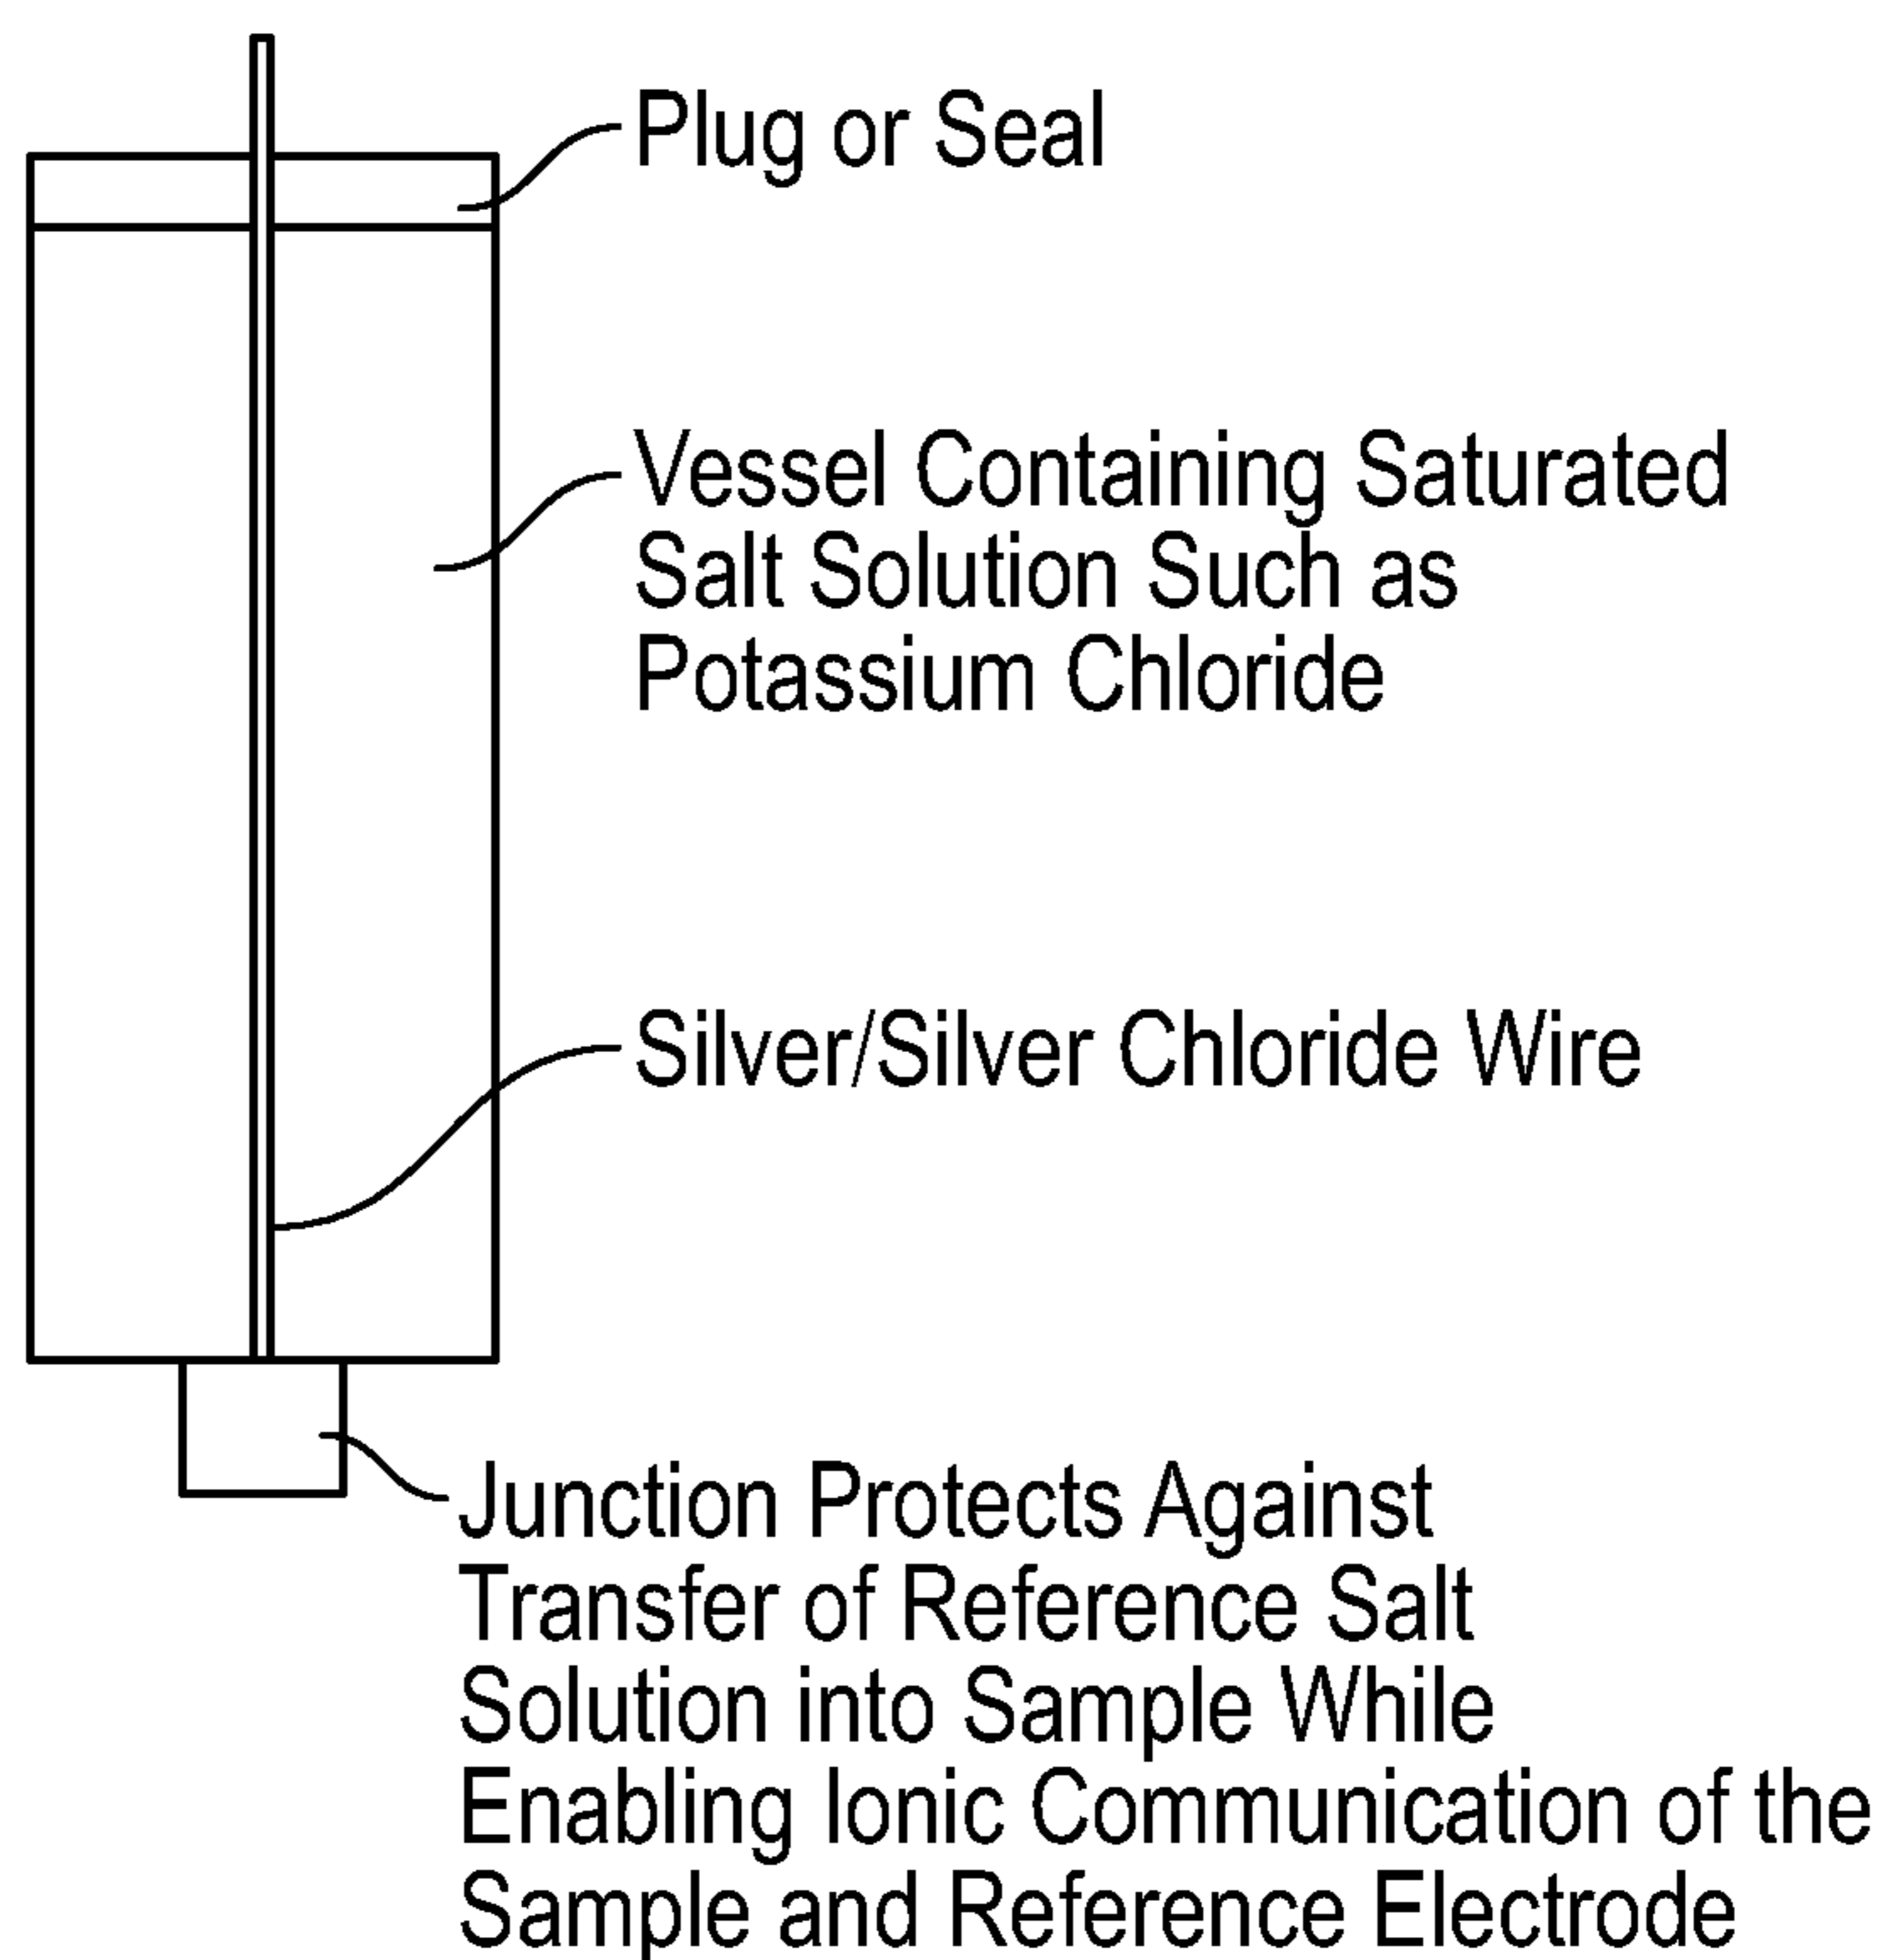 Plug or Seal
Vessel Containing Saturated
Salt Solution Such as
Potassium Chloride
Silver/Silver Chloride Wire
Junction Protects Against
Transfer of Reference Salt
Solution into Sample While
Enabling Ionic Communication of the
Sample and Reference Electrode